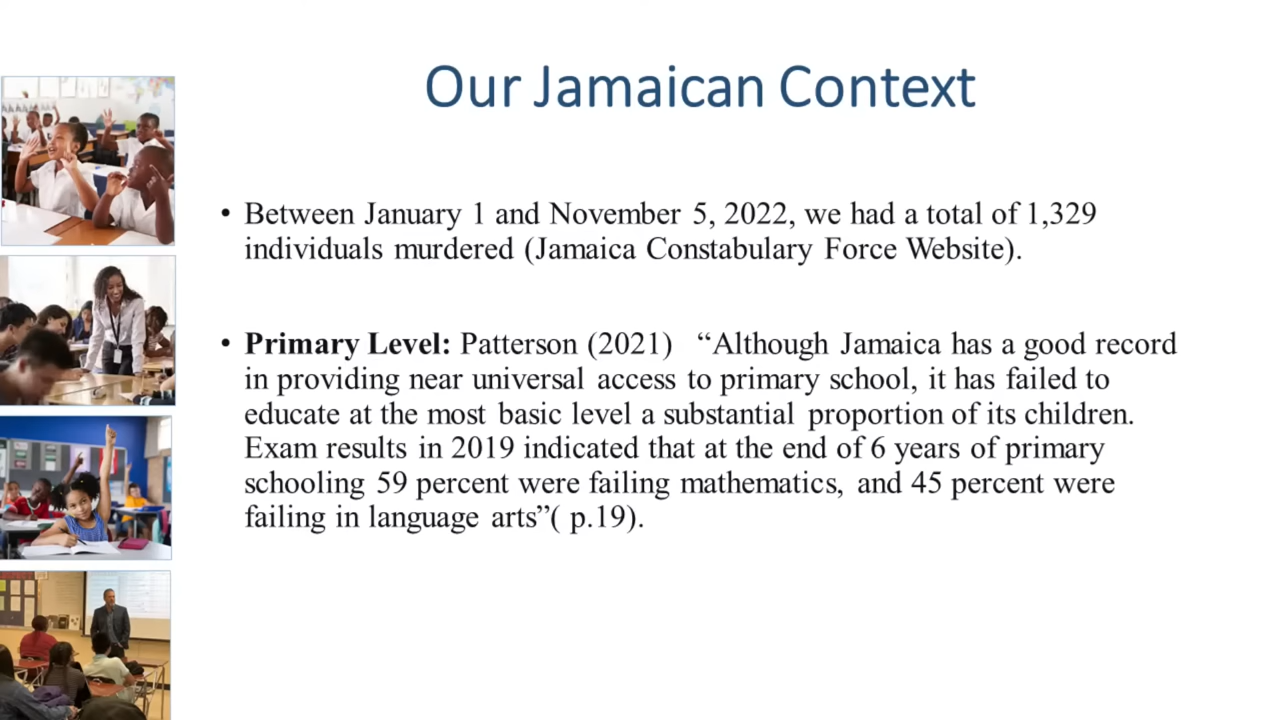 Our Jamaican Context
• Between January 1 and November 5, 2022, we had a total of 1,329
individuals murdered (Jamaica Constabulary Force Website).
• Primary Level: Patterson (2021) “Although Jamaica has a good record
in providing near universal access to primary school, it has failed to
educate at the most basic level a substantial proportion of its children.
Exam results in 2019 indicated that at the end of 6 years of primary
schooling 59 percent were failing mathematics, and 45 percent were
failing in language arts”( p.19).